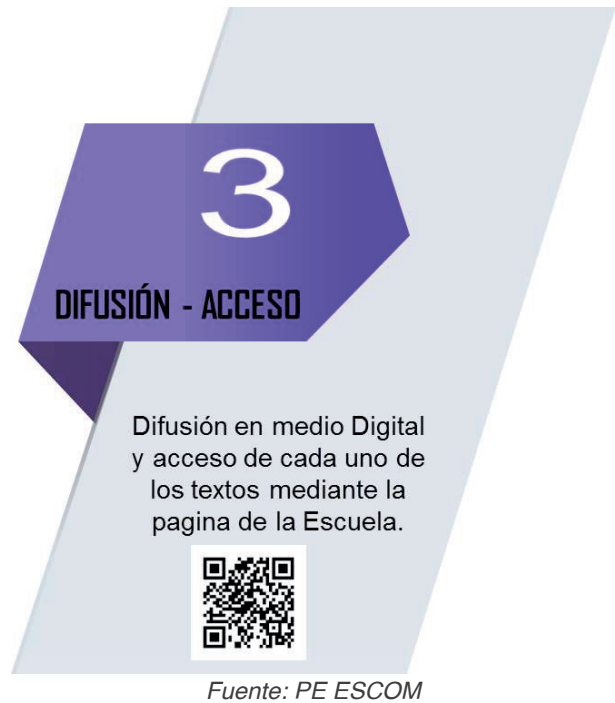 3
DIFUSIÓN - ACCESO
Difusión en medio Digital
y acceso de cada uno de
los textos mediante la
pagina de la Escuela.
Fuente: PE ESCOM